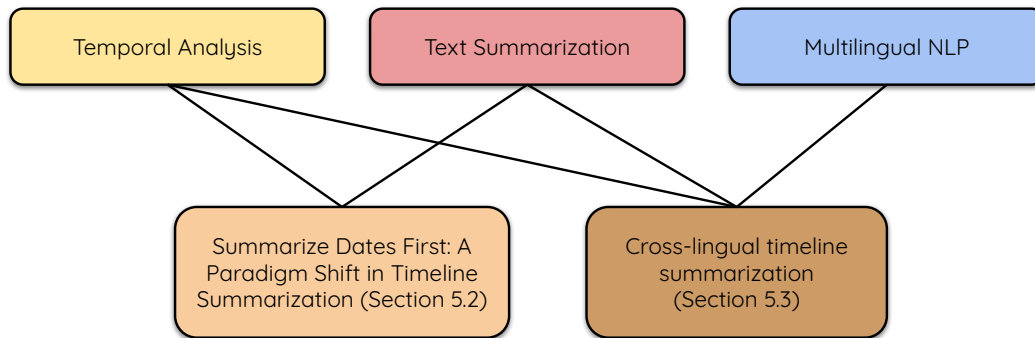 Temporal Analysis
Text Summarization
Multilingual NLP
Summarize Dates First: A
Paradigm Shift in Timeline
Summarization (Section 5.2)
Cross-lingual timeline
summarization
(Section 5.3)